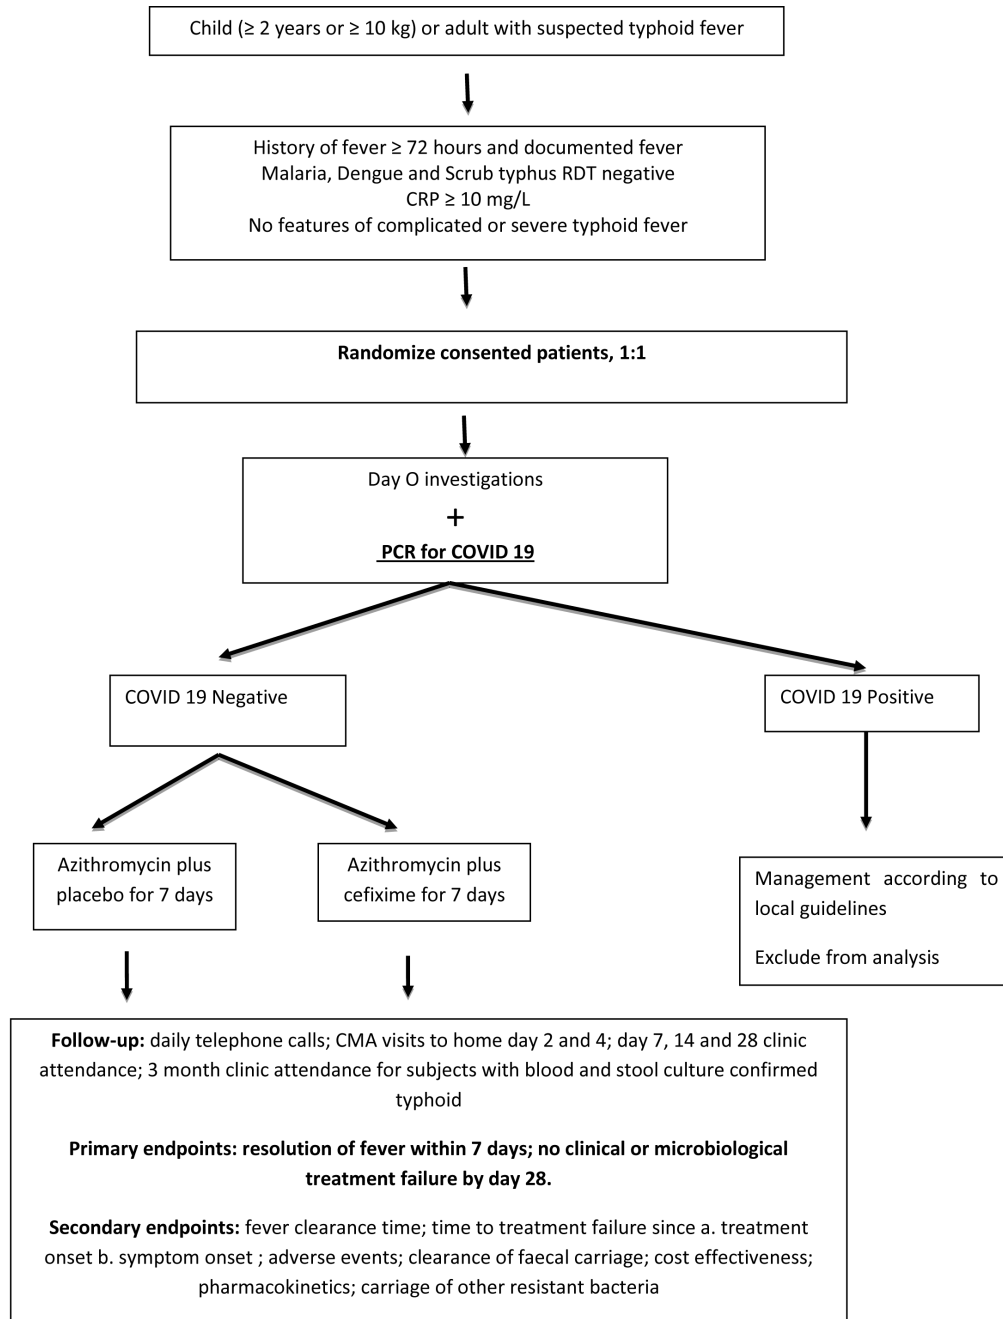 Child (≥ 2 years or ≥ 10 kg) or adult with suspected typhoid fever
History of fever ≥ 72 hours and documented fever
Malaria, Dengue and Scrub typhus RDT negative
CRP ≥ 10 mg/L
No features of complicated or severe typhoid fever
Randomize consented patients, 1:1
Day O investigations
+
PCR for COVID 19
COVID 19 Negative
COVID 19 Positive
Azithromycin plus
placebo for 7 days
Azithromycin plus
cefixime for 7 days
Management according to
local guidelines
Exclude from analysis
Follow-up: daily telephone calls; CMA visits to home day 2 and 4; day 7, 14 and 28 clinic
attendance; 3 month clinic attendance for subjects with blood and stool culture confirmed
typhoid
Primary endpoints: resolution of fever within 7 days; no clinical or microbiological
treatment failure by day 28.
Secondary endpoints: fever clearance time; time to treatment failure since a. treatment
onset b. symptom onset ; adverse events; clearance of faecal carriage; cost effectiveness;
pharmacokinetics; carriage of other resistant bacteria